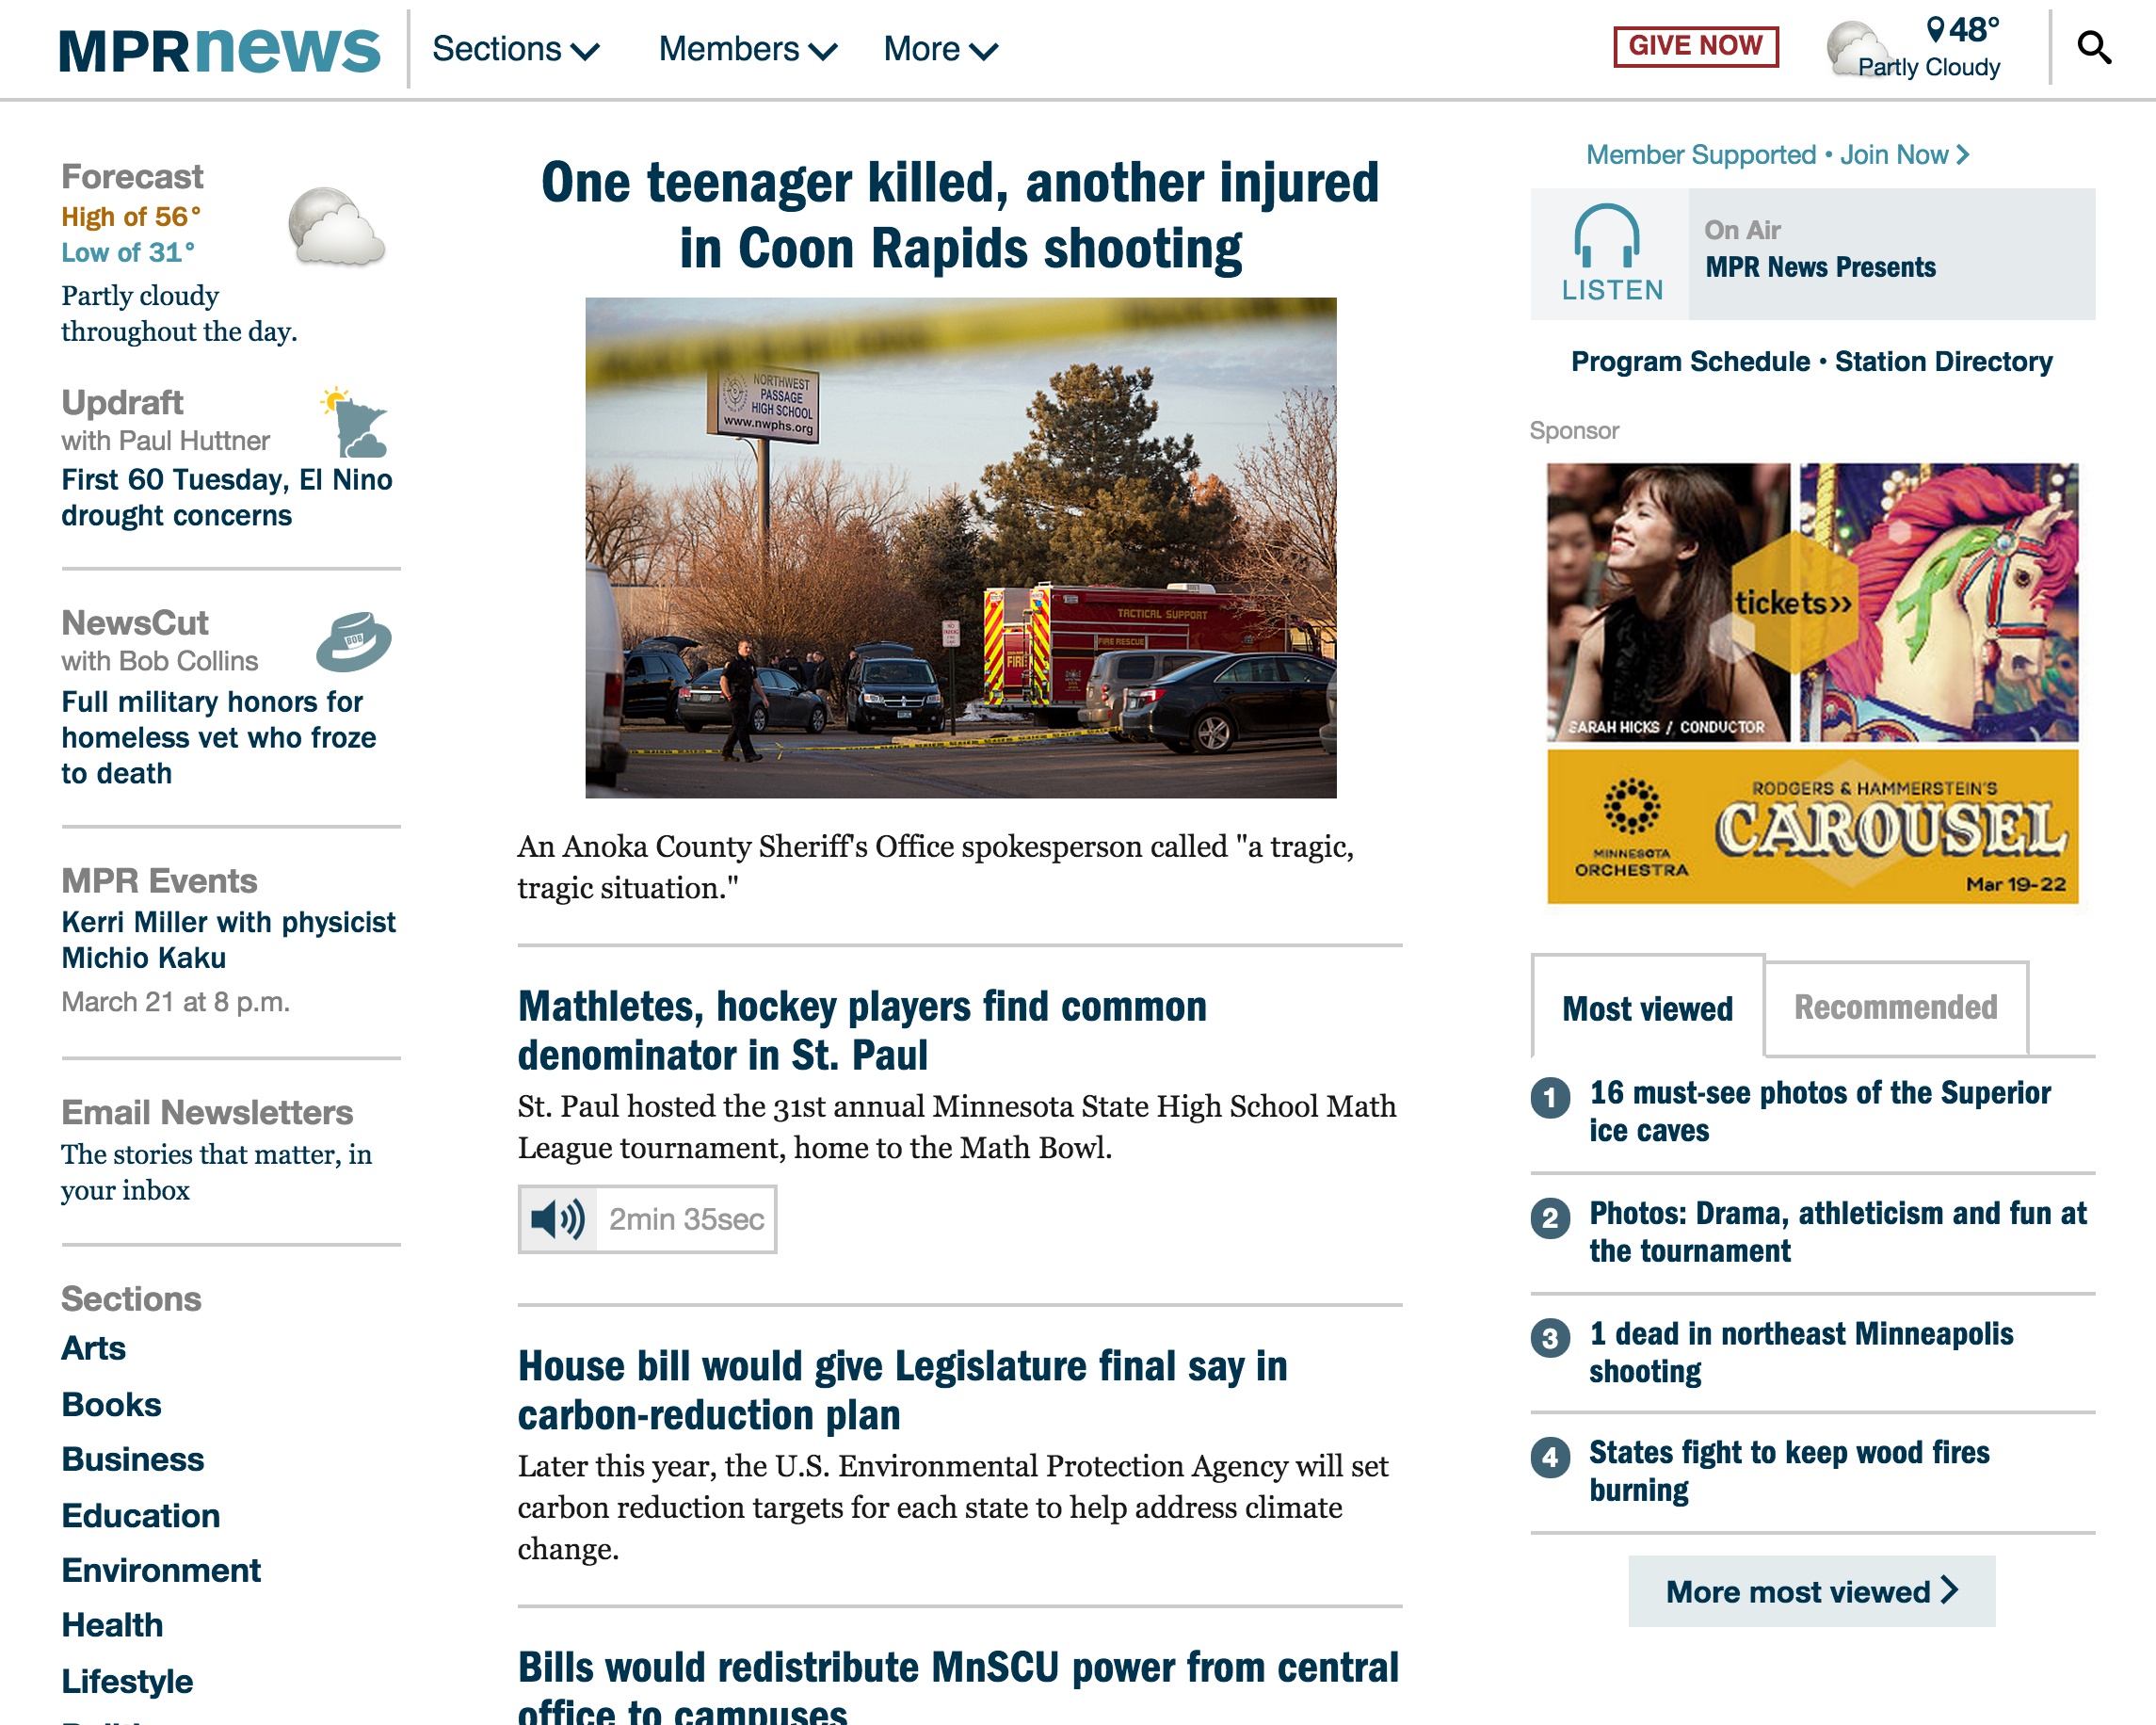 MPRnews
Sections
Members
More
GIVE NOW
48°
Partly Cloudy
Forecast
High of 56°
Low of 31°
Partly cloudy
throughout the day.
Updraft
with Paul Huttner
First 60 Tuesday, El Nino
drought concerns
NewsCut
with Bob Collins
BOB
Full military honors for
homeless vet who froze
to death
MPR Events
Kerri Miller with physicist
Michio Kaku
March 21 at 8 p.m.
Email Newsletters
The stories that matter, in
your inbox
Sections
Arts
Books
Business
Education
Environment
Health
Lifestyle
One teenager killed, another injured
in Coon Rapids shooting
NORTHWEST
PASSAGE
HIGH SCHOOL
www.nwphs.org
TACTICAL SUPPORT
FIRE RESCUE
FIRE
An Anoka County Sheriff's Office spokesperson called "a tragic,
tragic situation."
Mathletes, hockey players find common
denominator in St. Paul
St. Paul hosted the 31st annual Minnesota State High School Math
League tournament, home to the Math Bowl.
2min 35sec
House bill would give Legislature final say in
carbon-reduction plan
Later this year, the U.S. Environmental Protection Agency will set
carbon reduction targets for each state to help address climate
change.
Bills would redistribute MnSCU power from central
office to campuses
Member Supported • Join Now
LISTEN
On Air
MPR News Presents
Program Schedule • Station Directory
Sponsor
tickets>>
SARAH HICKS / CONDUCTOR
MINNESOTA
ORCHESTRA
RODGERS & HAMMERSTEIN'S
CAROUSEL
Mar 19-22
Most viewed
Recommended
1 16 must-see photos of the Superior
ice caves
2 Photos: Drama, athleticism and fun at
the tournament
3 1 dead in northeast Minneapolis
shooting
4 States fight to keep wood fires
burning
More most viewed